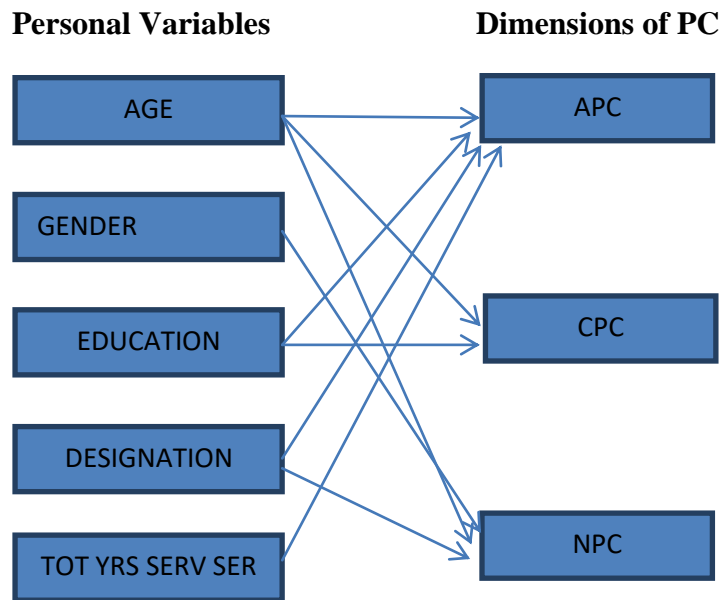 Personal Variables
Dimensions of PC
AGE
APC
GENDER
EDUCATION
CPC
DESIGNATION
TOT YRS SERV SER
NPC